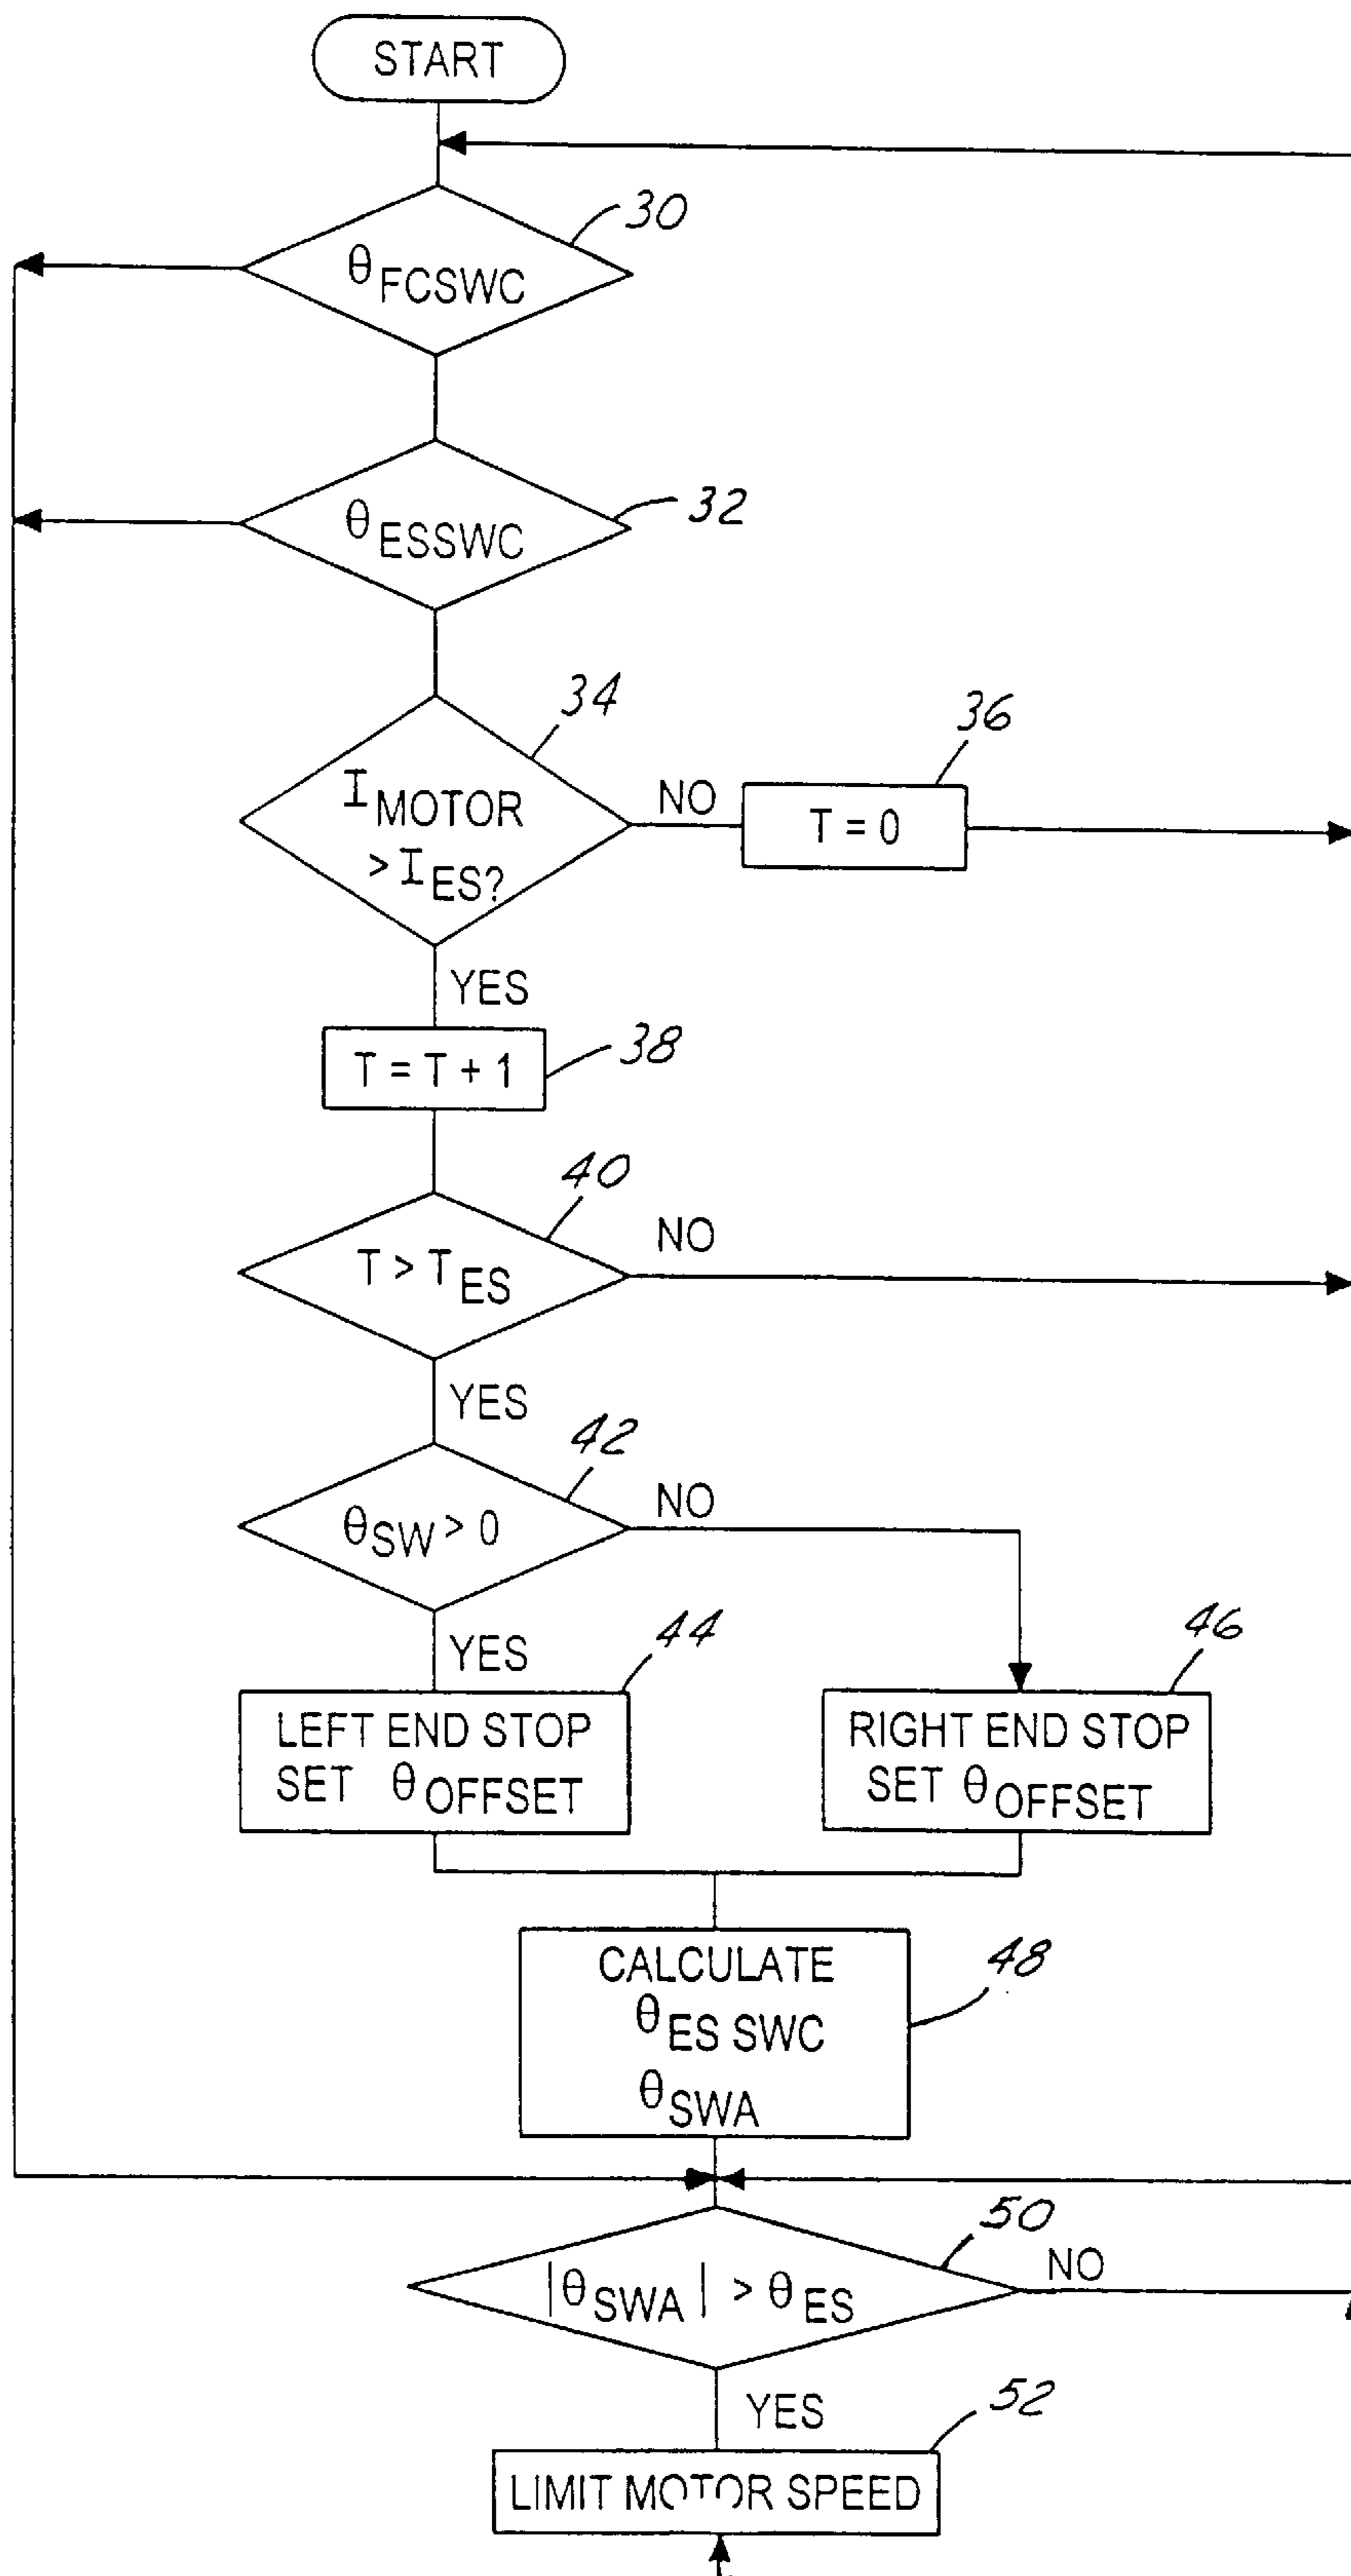 START
30
θFCSWC
32
θESSWC
34
IMOTOR
>IES?
NO
36
T = 0
YES
38
T = T + 1
40
T > TES
NO
YES
42
θSW > 0
NO
YES
44
LEFT END STOP
SET θOFFSET
46
RIGHT END STOP
SET θOFFSET
48
CALCULATE
θES SWC
θSWA
50
|θSWA| > θES
NO
YES
52
LIMIT MOTOR SPEED